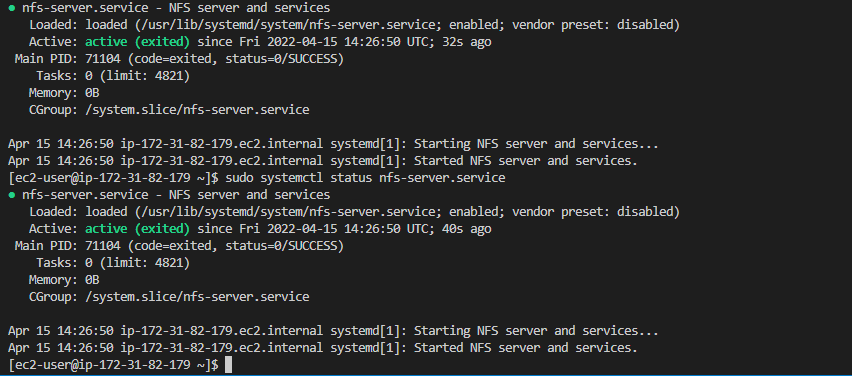 ● nfs-server.service - NFS server and services
   Loaded: loaded (/usr/lib/systemd/system/nfs-server.service; enabled; vendor preset: disabled)
   Active: active (exited) since Fri 2022-04-15 14:26:50 UTC; 32s ago
 Main PID: 71104 (code=exited, status=0/SUCCESS)
    Tasks: 0 (limit: 4821)
   Memory: 0B
   CGroup: /system.slice/nfs-server.service

Apr 15 14:26:50 ip-172-31-82-179.ec2.internal systemd[1]: Starting NFS server and services...
Apr 15 14:26:50 ip-172-31-82-179.ec2.internal systemd[1]: Started NFS server and services.
[ec2-user@ip-172-31-82-179 ~]$ sudo systemctl status nfs-server.service
● nfs-server.service - NFS server and services
   Loaded: loaded (/usr/lib/systemd/system/nfs-server.service; enabled; vendor preset: disabled)
   Active: active (exited) since Fri 2022-04-15 14:26:50 UTC; 40s ago
 Main PID: 71104 (code=exited, status=0/SUCCESS)
    Tasks: 0 (limit: 4821)
   Memory: 0B
   CGroup: /system.slice/nfs-server.service

Apr 15 14:26:50 ip-172-31-82-179.ec2.internal systemd[1]: Starting NFS server and services...
Apr 15 14:26:50 ip-172-31-82-179.ec2.internal systemd[1]: Started NFS server and services.
[ec2-user@ip-172-31-82-179 ~]$